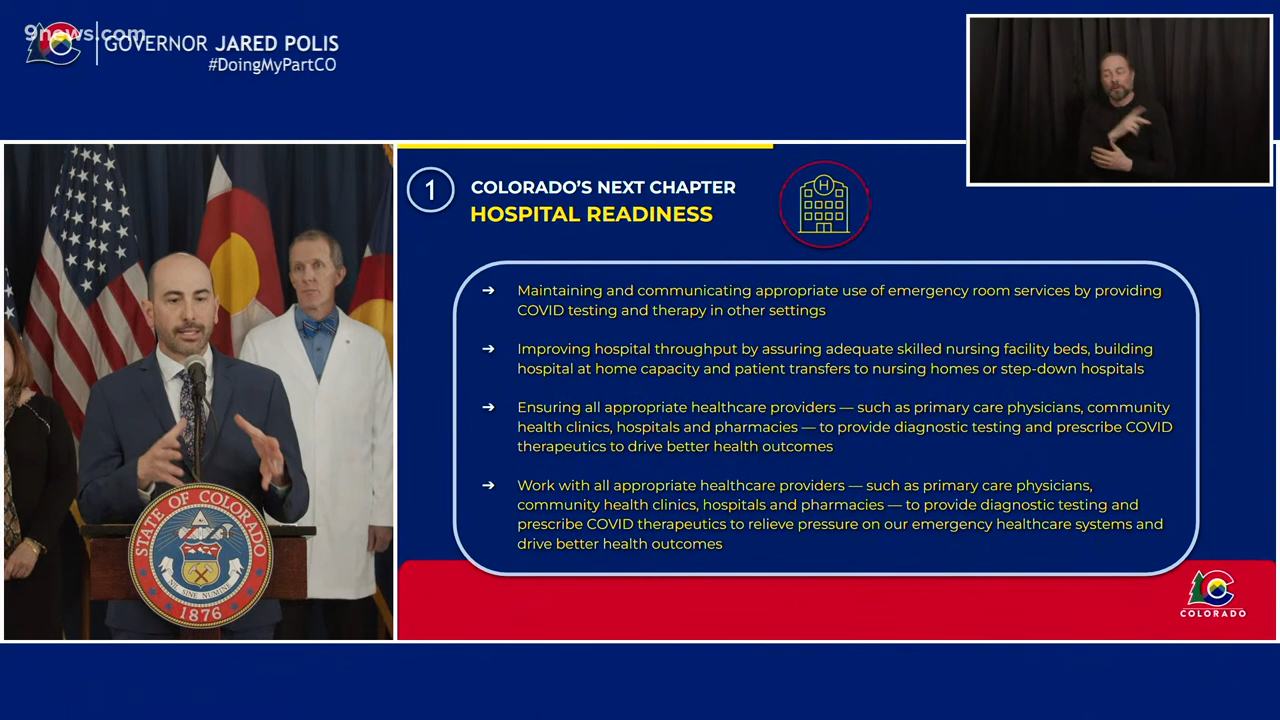 9news.com
GOVERNOR JARED POLIS
#DoingMyPartCO
1
COLORADO'S NEXT CHAPTER
HOSPITAL READINESS
H
➔ Maintaining and communicating appropriate use of emergency room services by providing
COVID testing and therapy in other settings
➔ Improving hospital throughput by assuring adequate skilled nursing facility beds, building
hospital at home capacity and patient transfers to nursing homes or step-down hospitals
➔ Ensuring all appropriate healthcare providers — such as primary care physicians, community
health clinics, hospitals and pharmacies — to provide diagnostic testing and prescribe COVID
therapeutics to drive better health outcomes
➔ Work with all appropriate healthcare providers — such as primary care physicians,
community health clinics, hospitals and pharmacies — to provide diagnostic testing and
prescribe COVID therapeutics to relieve pressure on our emergency healthcare systems and
drive better health outcomes
COLORADO
STATE OF COLORADO
NIL SINE NUMINE
1876